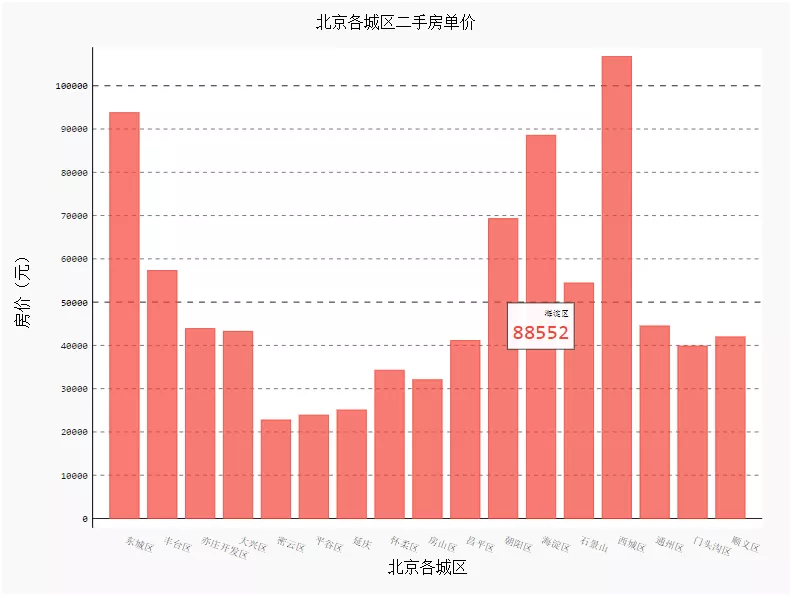 北京各城区二手房单价
房价（元）
100000
90000
80000
70000
60000
50000
40000
30000
20000
10000
0
海淀区
88552
东城区
丰台区
亦庄开发区
大兴区
密云区
平谷区
延庆
怀柔区
房山区
昌平区
朝阳区
海淀区
石景山
西城区
通州区
门头沟区
顺义区
北京各城区